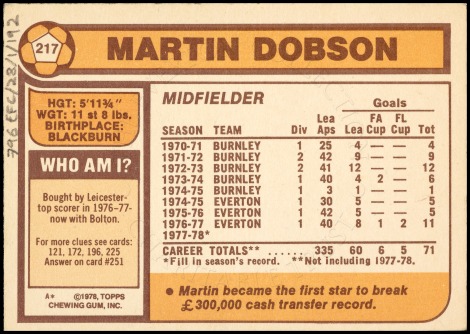 796 EFC/28/1/192
217
MARTIN DOBSON
HGT: 5'11¾"
WGT: 11 st 8 lbs.
BIRTHPLACE:
BLACKBURN
WHO AM I?
Bought by Leicester-
top scorer in 1976-77-
now with Bolton.
For more clues see cards:
121, 172, 196, 225
Answer on card #251
A* ©1978, TOPPS
CHEWING GUM, INC.
MIDFIELDER
Goals
Lea FA FL
SEASON TEAM Div Aps Lea Cup Cup Tot
1970-71 BURNLEY 1 25 4 — — 4
1971-72 BURNLEY 2 42 9 — — 9
1972-73 BURNLEY 2 41 12 — — 12
1973-74 BURNLEY 1 40 4 2 — 6
1974-75 BURNLEY 1 3 4 — — 4
1974-75 EVERTON 1 30 5 — — 5
1975-76 EVERTON 1 42 5 — — 5
1976-77 EVERTON 1 40 8 1 2 11
1977-78*
CAREER TOTALS** ...... 335 60 6 5 71
*Fill in season's record. **Not including 1977-78.
● Martin became the first star to break
£300,000 cash transfer record.